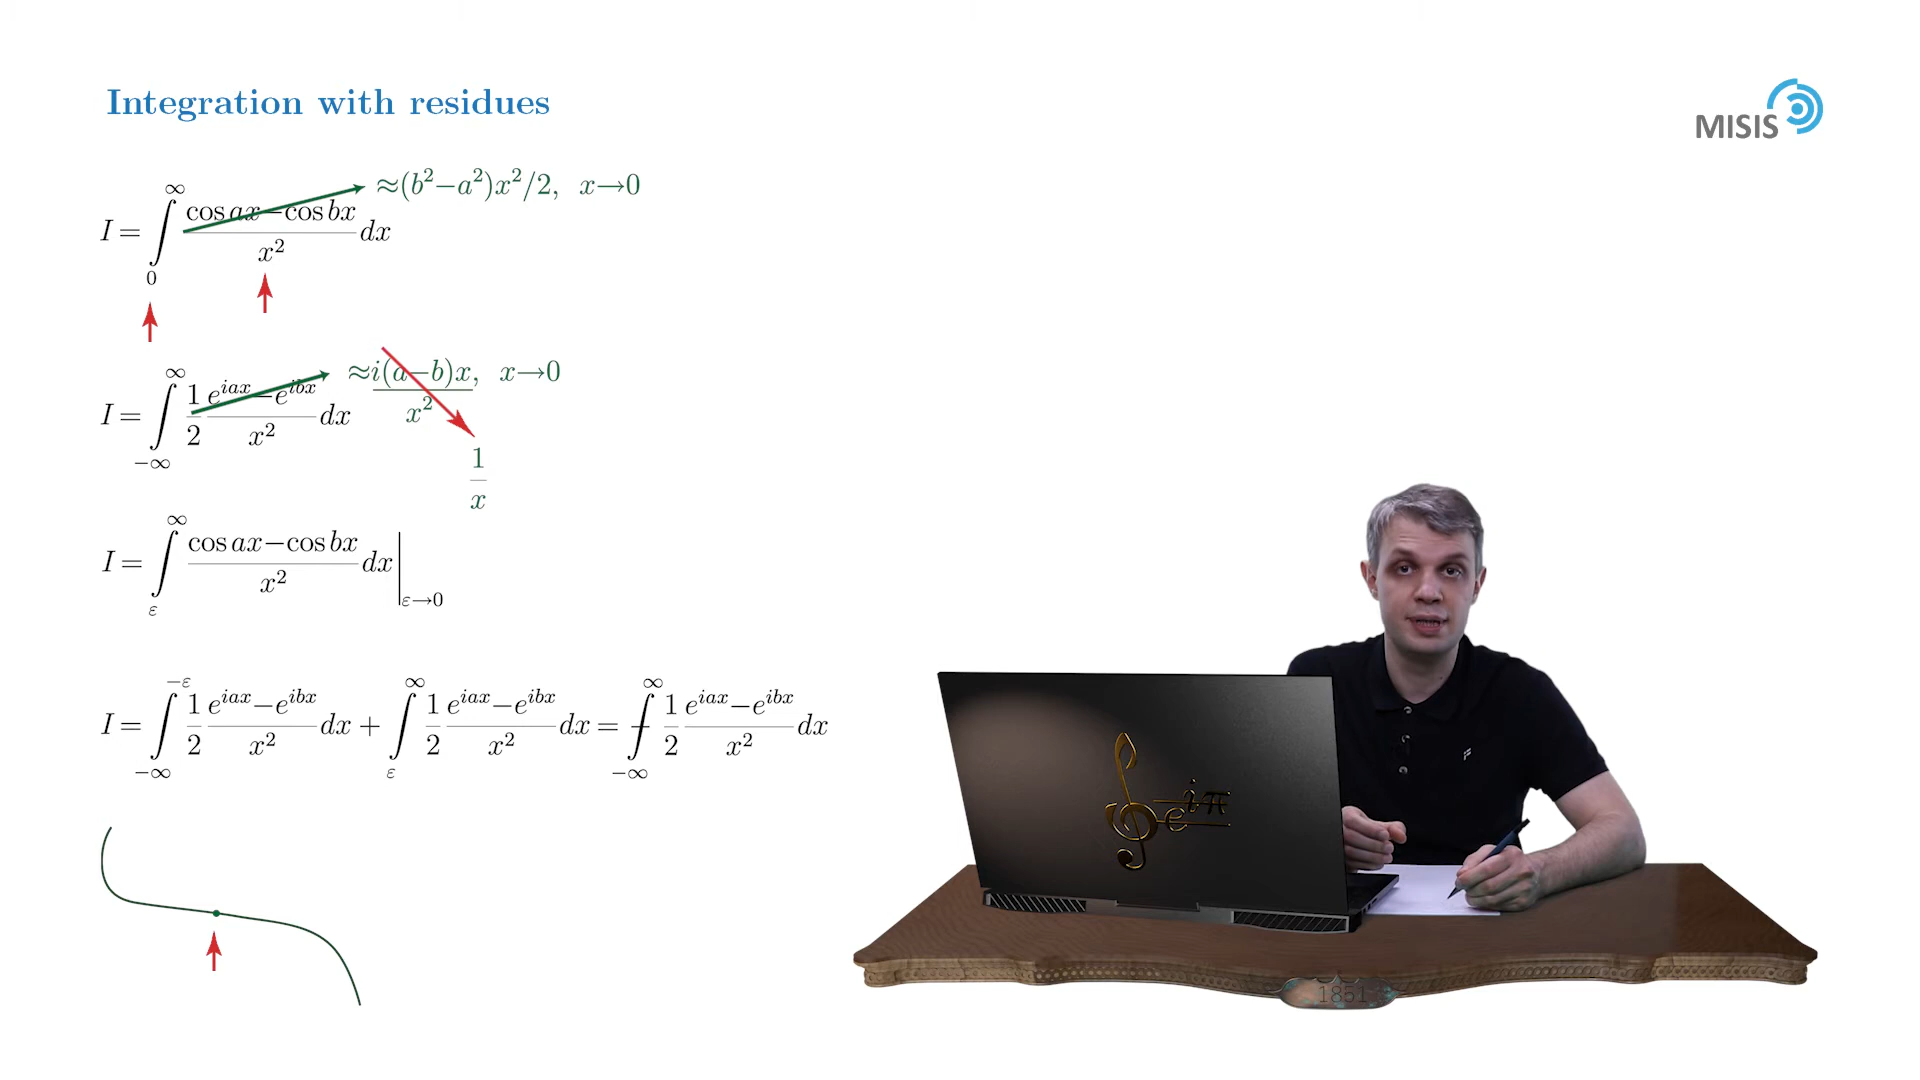 Integration with residues
MISIS
I = ∫₀^∞ (cos ax − cos bx)/x² dx ≈(b²−a²)x²/2, x→0
I = ∫_{−∞}^∞ 1/2 (e^{iax} − e^{ibx})/x² dx ≈ i(a−b)x/x², x→0
1/x
I = ∫_ε^∞ (cos ax − cos bx)/x² dx |_{ε→0}
I = ∫_{−∞}^{−ε} 1/2 (e^{iax} − e^{ibx})/x² dx + ∫_ε^∞ 1/2 (e^{iax} − e^{ibx})/x² dx = ⨍_{−∞}^∞ 1/2 (e^{iax} − e^{ibx})/x² dx
e^{iπ}
1851